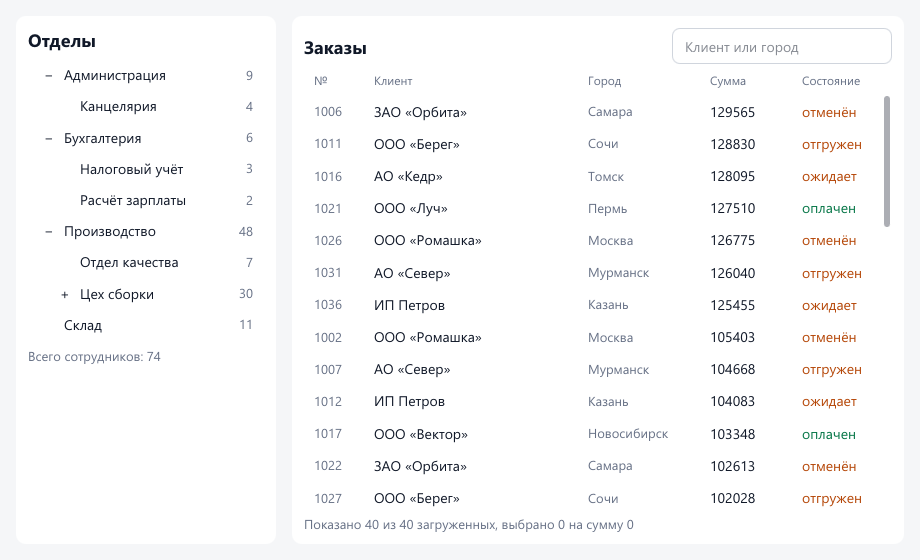 Отделы
− Администрация 9
Канцелярия 4
− Бухгалтерия 6
Налоговый учёт 3
Расчёт зарплаты 2
− Производство 48
Отдел качества 7
+ Цех сборки 30
Склад 11
Всего сотрудников: 74
Заказы
Клиент или город
№ Клиент Город Сумма Состояние
1006 ЗАО «Орбита» Самара 129565 отменён
1011 ООО «Берег» Сочи 128830 отгружен
1016 АО «Кедр» Томск 128095 ожидает
1021 ООО «Луч» Пермь 127510 оплачен
1026 ООО «Ромашка» Москва 126775 отменён
1031 АО «Север» Мурманск 126040 отгружен
1036 ИП Петров Казань 125455 ожидает
1002 ООО «Ромашка» Москва 105403 отменён
1007 АО «Север» Мурманск 104668 отгружен
1012 ИП Петров Казань 104083 ожидает
1017 ООО «Вектор» Новосибирск 103348 оплачен
1022 ЗАО «Орбита» Самара 102613 отменён
1027 ООО «Берег» Сочи 102028 отгружен
Показано 40 из 40 загруженных, выбрано 0 на сумму 0